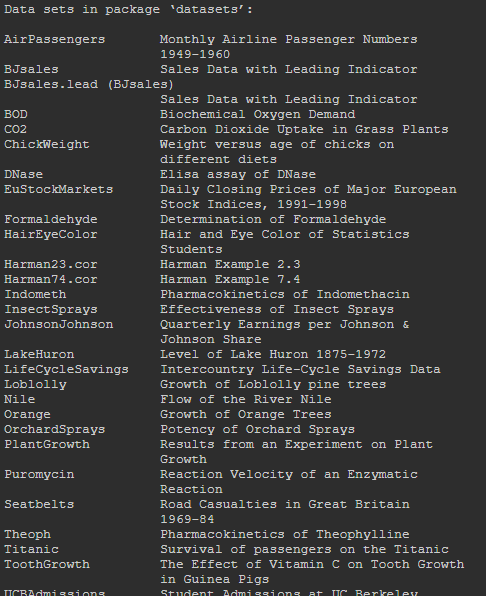 Data sets in package ‘datasets’:
AirPassengers Monthly Airline Passenger Numbers
1949-1960
BJsales Sales Data with Leading Indicator
BJsales.lead (BJsales)
Sales Data with Leading Indicator
BOD Biochemical Oxygen Demand
CO2 Carbon Dioxide Uptake in Grass Plants
ChickWeight Weight versus age of chicks on
different diets
DNase Elisa assay of DNase
EuStockMarkets Daily Closing Prices of Major European
Stock Indices, 1991-1998
Formaldehyde Determination of Formaldehyde
HairEyeColor Hair and Eye Color of Statistics
Students
Harman23.cor Harman Example 2.3
Harman74.cor Harman Example 7.4
Indometh Pharmacokinetics of Indomethacin
InsectSprays Effectiveness of Insect Sprays
JohnsonJohnson Quarterly Earnings per Johnson &
Johnson Share
LakeHuron Level of Lake Huron 1875-1972
LifeCycleSavings Intercountry Life-Cycle Savings Data
Loblolly Growth of Loblolly pine trees
Nile Flow of the River Nile
Orange Growth of Orange Trees
OrchardSprays Potency of Orchard Sprays
PlantGrowth Results from an Experiment on Plant
Growth
Puromycin Reaction Velocity of an Enzymatic
Reaction
Seatbelts Road Casualties in Great Britain
1969-84
Theoph Pharmacokinetics of Theophylline
Titanic Survival of passengers on the Titanic
ToothGrowth The Effect of Vitamin C on Tooth Growth
in Guinea Pigs
UCBAdmissions Student Admissions at UC Berkeley